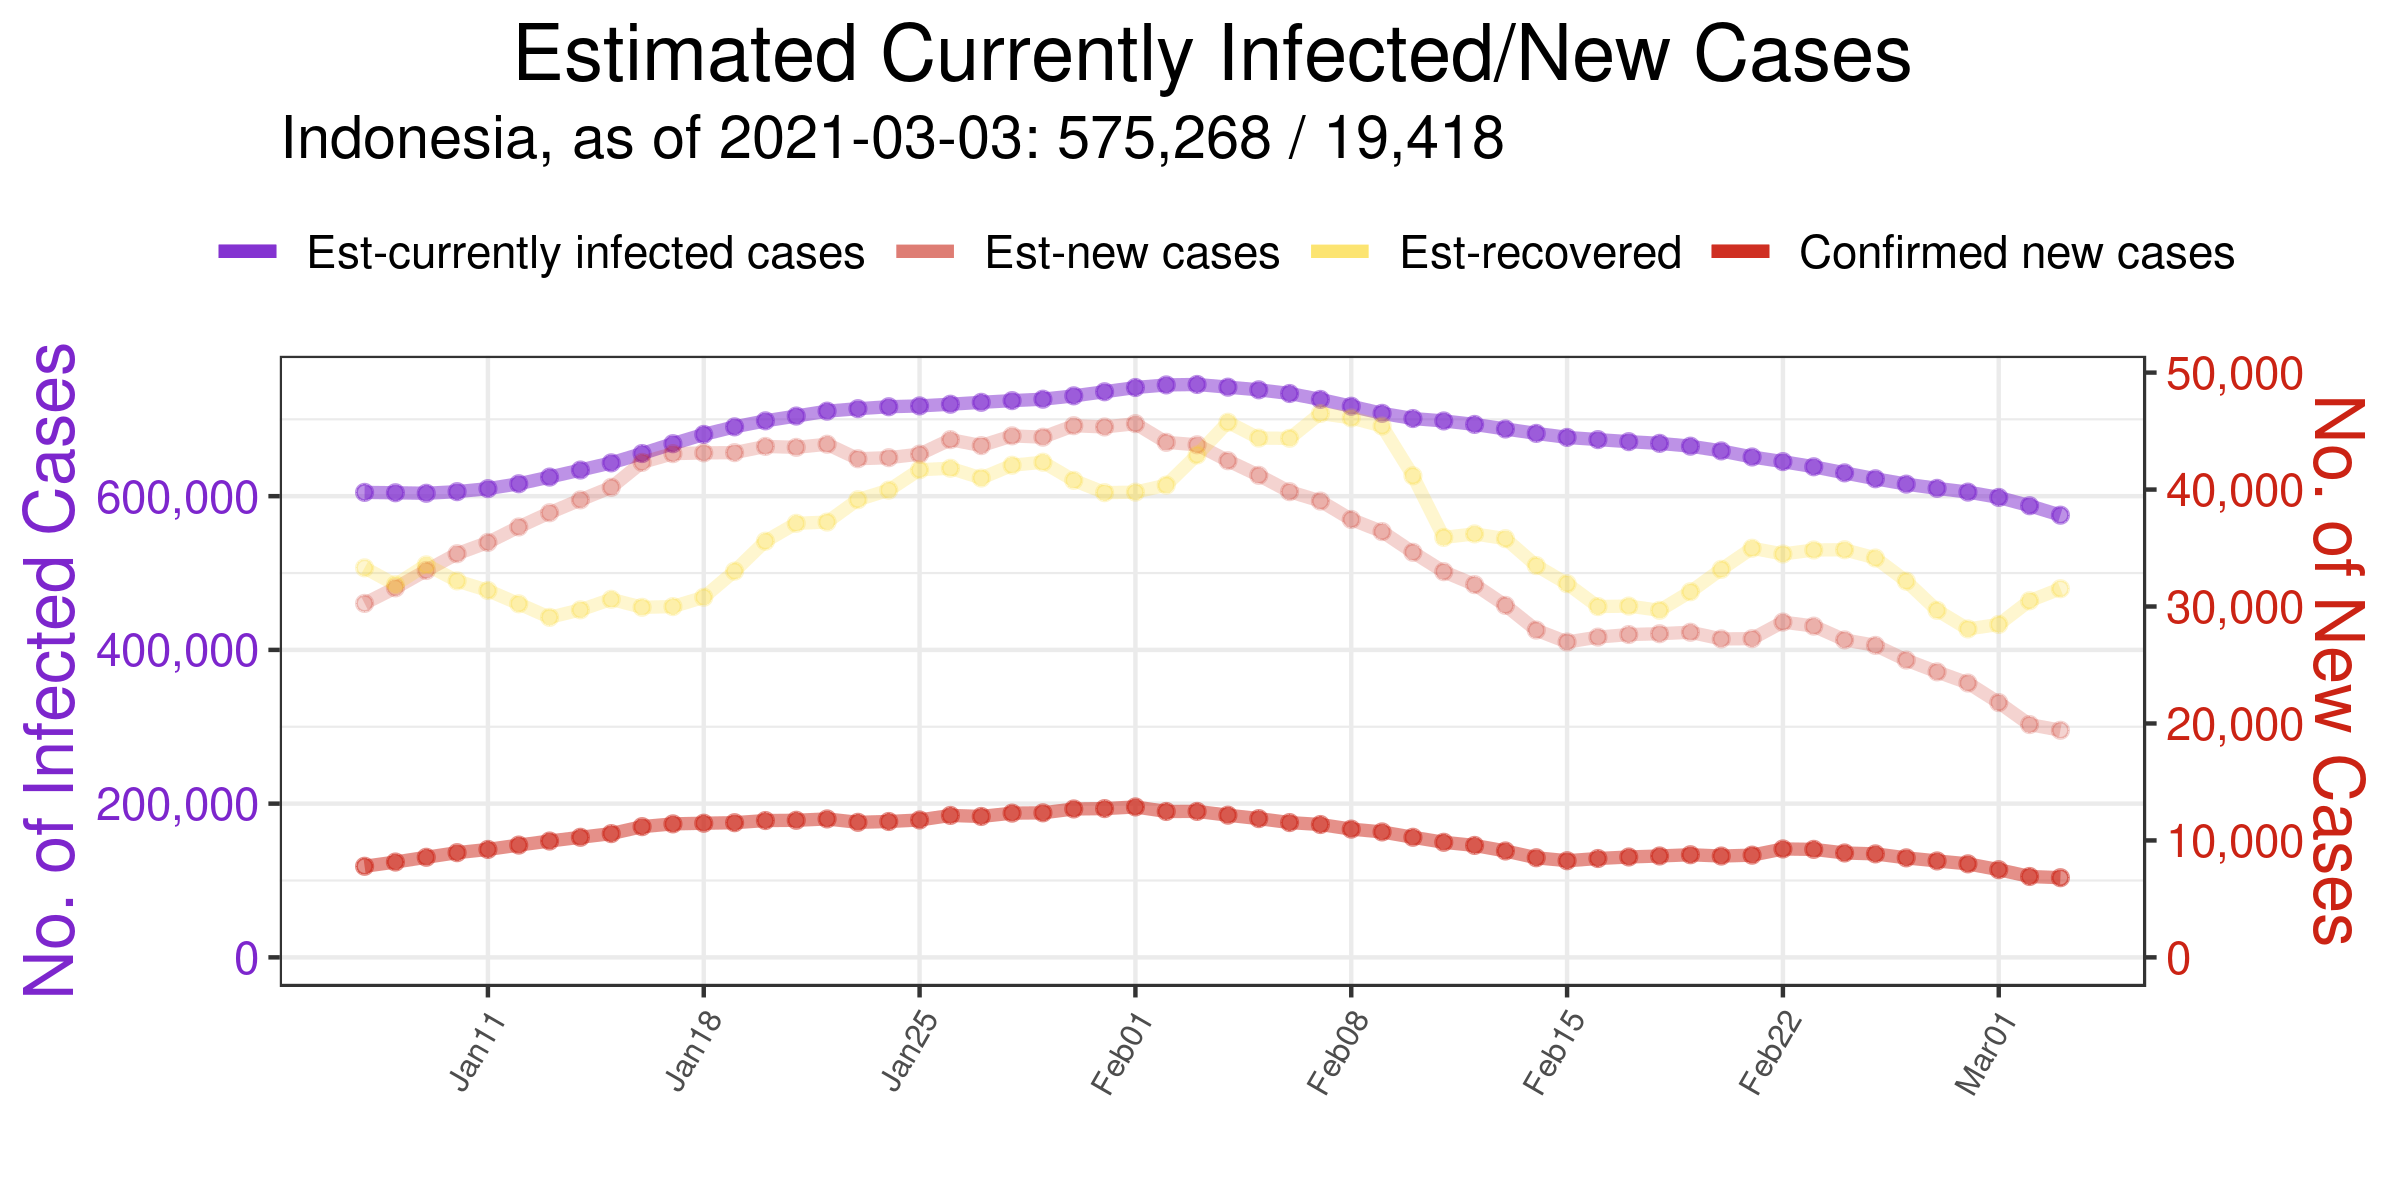 Estimated Currently Infected/New Cases
Indonesia, as of 2021-03-03: 575,268 / 19,418
Est-currently infected cases Est-new cases Est-recovered Confirmed new cases
No. of Infected Cases
600,000
400,000
200,000
0
50,000
40,000
30,000
20,000
10,000
0
No. of New Cases
Jan11 Jan18 Jan25 Feb01 Feb08 Feb15 Feb22 Mar01